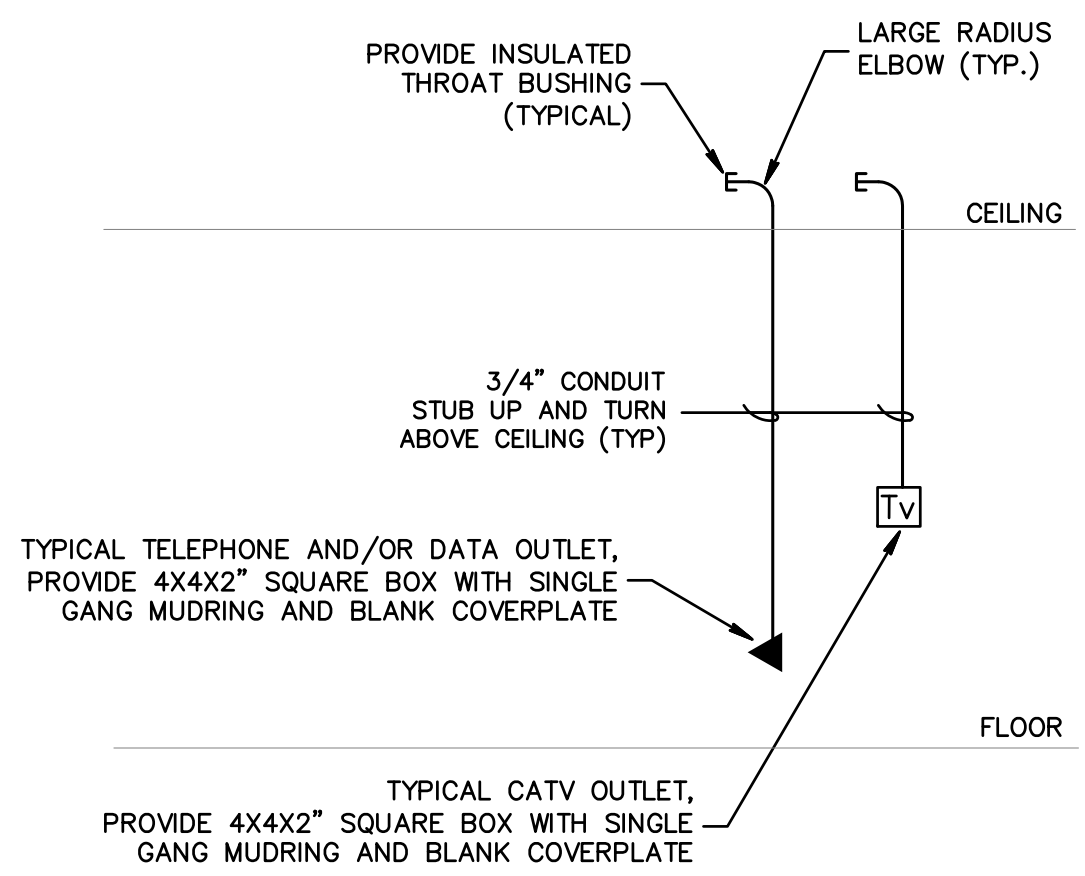 PROVIDE INSULATED
THROAT BUSHING
(TYPICAL)
LARGE RADIUS
ELBOW (TYP.)
CEILING
3/4” CONDUIT
STUB UP AND TURN
ABOVE CEILING (TYP)
Tv
TYPICAL TELEPHONE AND/OR DATA OUTLET,
PROVIDE 4X4X2” SQUARE BOX WITH SINGLE
GANG MUDRING AND BLANK COVERPLATE
FLOOR
TYPICAL CATV OUTLET,
PROVIDE 4X4X2” SQUARE BOX WITH SINGLE
GANG MUDRING AND BLANK COVERPLATE